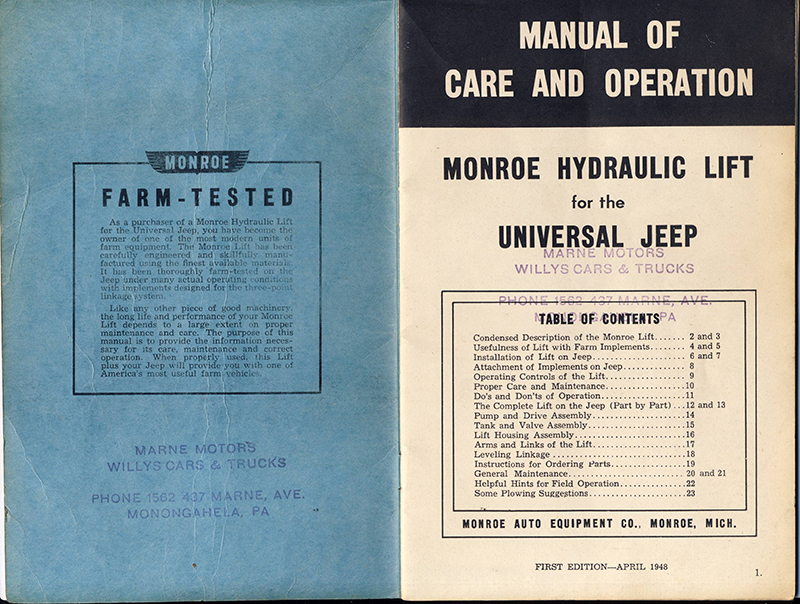 MONROE
FARM-TESTED
As a purchaser of a Monroe Hydraulic Lift
for the Universal Jeep, you have become the
owner of one of the most modern units of
farm equipment. The Monroe Lift has been
carefully engineered and skillfully manu-
factured using the finest available materials.
It has been thoroughly farm-tested on the
Jeep under many actual operating conditions
with implements designed for the three-point
linkage system.
Like any other piece of good machinery,
the long life and performance of your Monroe
Lift depends to a large extent on proper
maintenance and care. The purpose of this
manual is to provide the information neces-
sary for its care, maintenance and correct
operation. When properly used, this Lift
plus your Jeep will provide you with one of
America's most useful farm vehicles.
MARNE MOTORS
WILLYS CARS & TRUCKS
PHONE 1562 437 MARNE, AVE.
MONONGAHELA, PA
MANUAL OF
CARE AND OPERATION
MONROE HYDRAULIC LIFT
for the
UNIVERSAL JEEP
MARNE MOTORS
WILLYS CARS & TRUCKS
PHONE 1562 437 MARNE, AVE.
MONONGAHELA, PA
TABLE OF CONTENTS
Condensed Description of the Monroe Lift....... 2 and 3
Usefulness of Lift with Farm Implements....... 4 and 5
Installation of Lift on Jeep....................... 6 and 7
Attachment of Implements on Jeep.............. 8
Operating Controls of the Lift................... 9
Proper Care and Maintenance...................10
Do's and Don'ts of Operation....................11
The Complete Lift on the Jeep (Part by Part) ...12 and 13
Pump and Drive Assembly......................14
Tank and Valve Assembly......................15
Lift Housing Assembly..........................16
Arms and Links of the Lift......................17
Leveling Linkage ...............................18
Instructions for Ordering Parts..................19
General Maintenance............................20 and 21
Helpful Hints for Field Operation................22
Some Plowing Suggestions......................23
MONROE AUTO EQUIPMENT CO., MONROE, MICH.
FIRST EDITION—APRIL 1948
1.